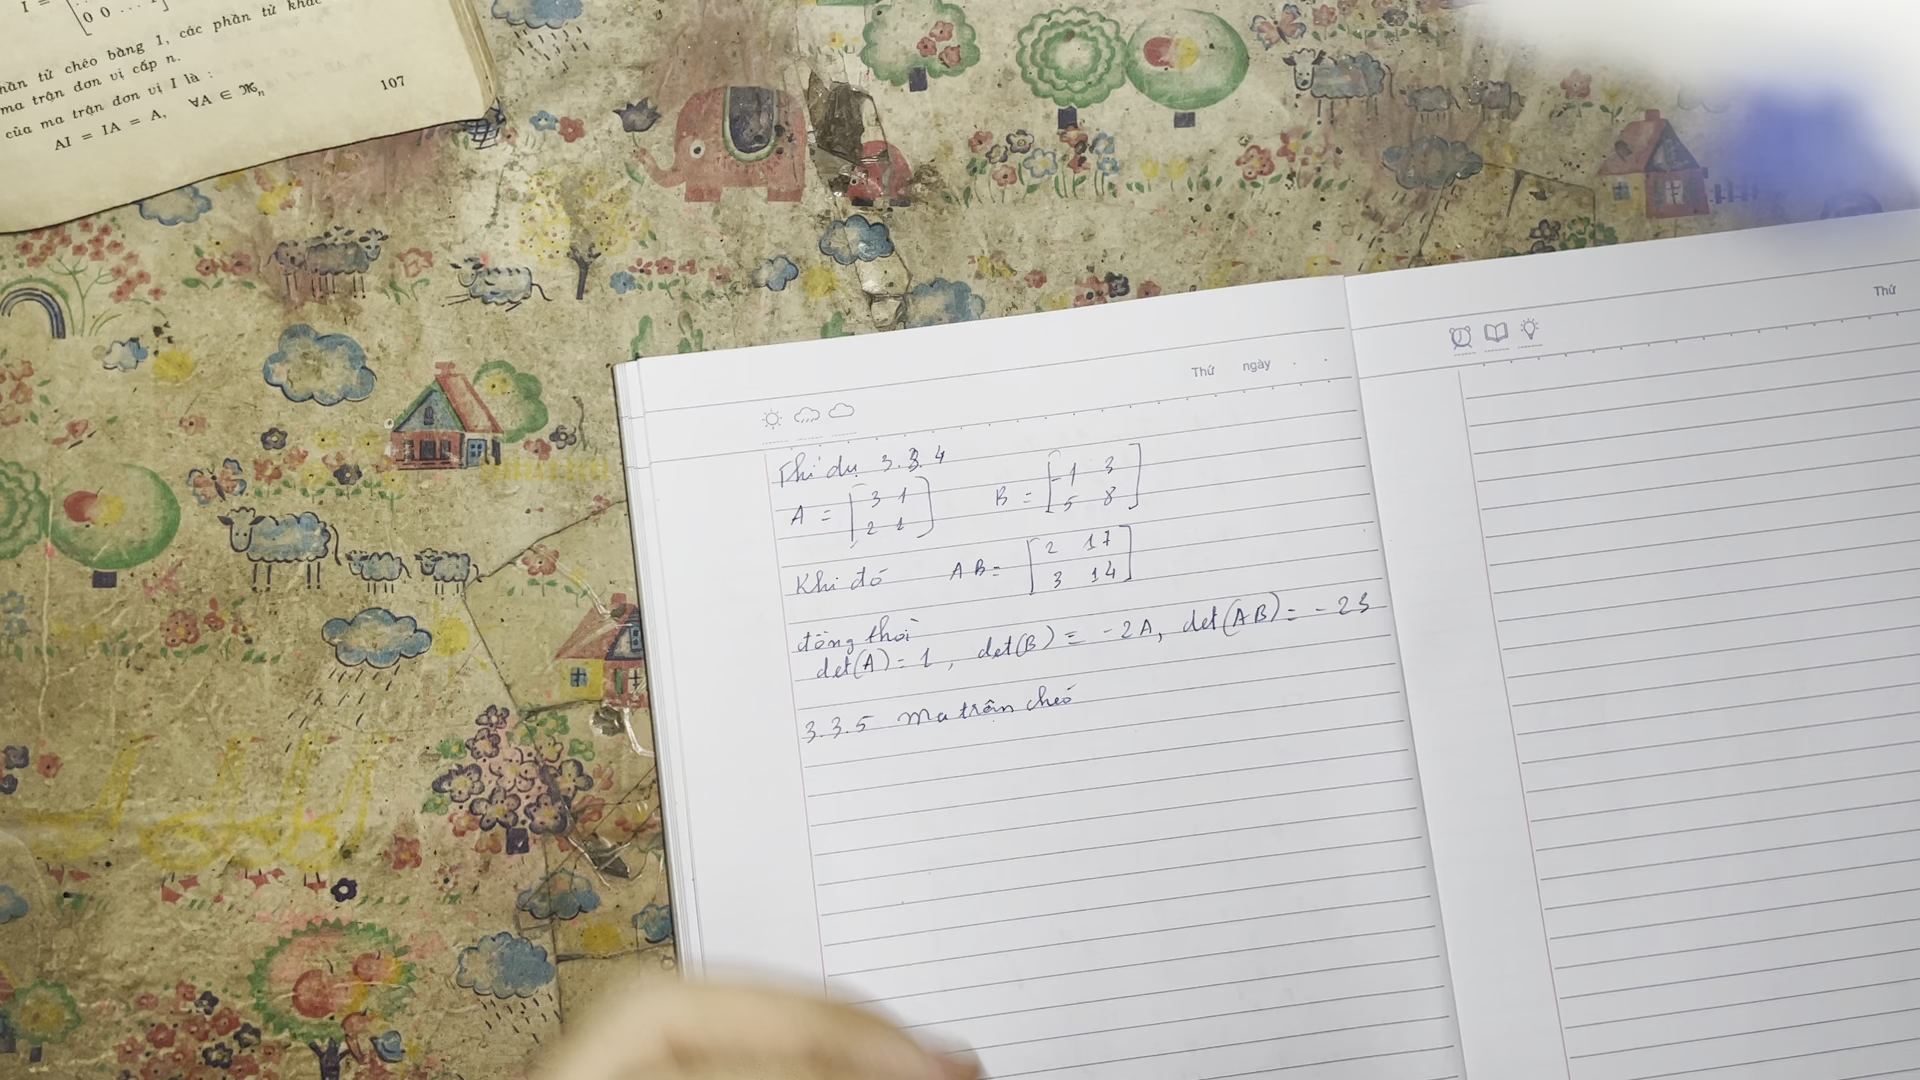 I =
0 0 ... 1
phần tử chéo bằng 1, các phần tử khác
ma trận đơn vị cấp n.
của ma trận đơn vị I là :
AI = IA = A, ∀A ∈ ℳn
107
Thứ ngày
Thứ
Thí dụ 3.3.4
A = [3 1
2 1]
B = [-1 3
5 8]
Khi đó AB = [2 17
3 14]
đồng thời
det(A) = 1, det(B) = -2A, det(AB) = -23
3.3.5 Ma trận chéo